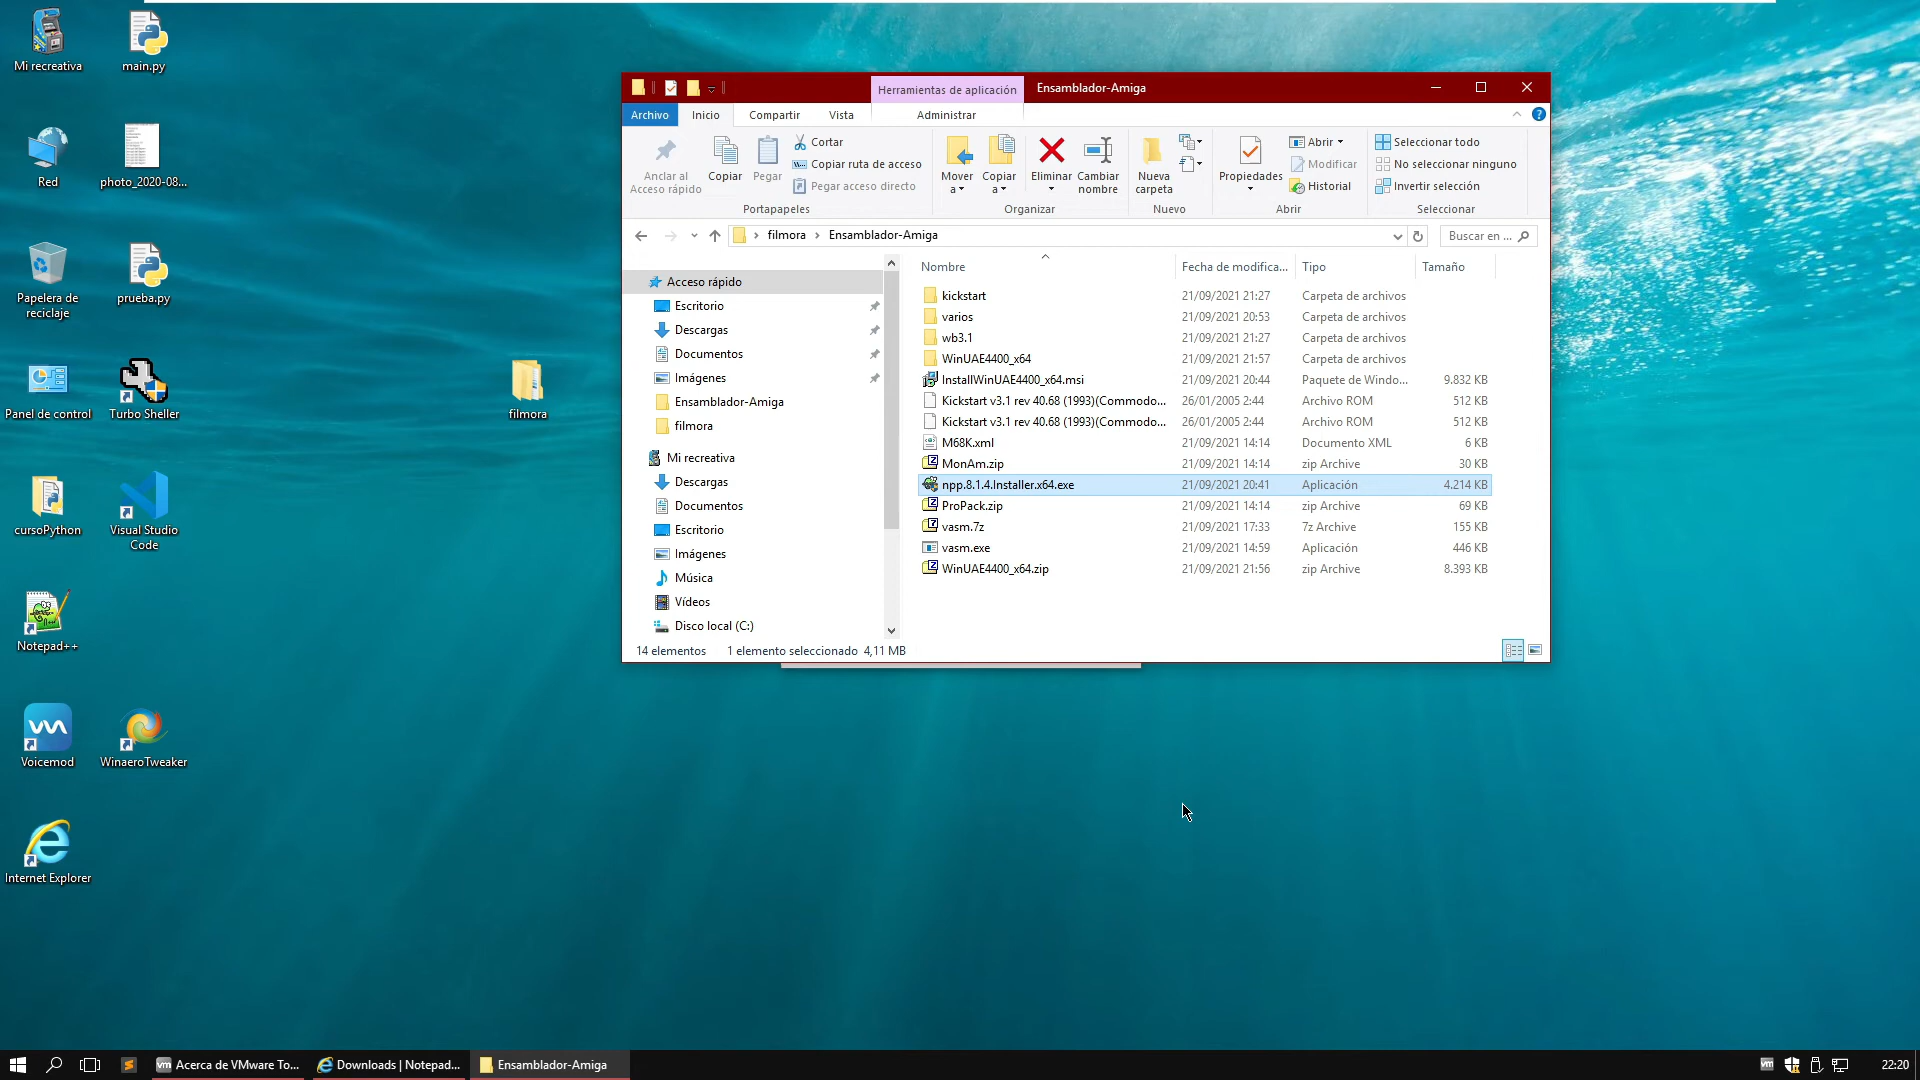 Mi recreativa
main.py
Red
photo_2020-08...
Papelera de
reciclaje
prueba.py
Panel de control
Turbo Sheller
cursoPython
Visual Studio
Code
Notepad++
Voicemod
WinaeroTweaker
Internet Explorer
filmora
Herramientas de aplicación
Ensamblador-Amiga
Archivo
Inicio
Compartir
Vista
Administrar
Anclar al
Acceso rápido
Copiar
Pegar
Cortar
Copiar ruta de acceso
Pegar acceso directo
Portapapeles
Mover
a
Copiar
a
Eliminar
Cambiar
nombre
Organizar
Nueva
carpeta
Nuevo
Propiedades
Abrir
Modificar
Historial
Abrir
Seleccionar todo
No seleccionar ninguno
Invertir selección
Seleccionar
filmora > Ensamblador-Amiga
Buscar en ...
Acceso rápido
Escritorio
Descargas
Documentos
Imágenes
Ensamblador-Amiga
filmora
Mi recreativa
Descargas
Documentos
Escritorio
Imágenes
Música
Vídeos
Disco local (C:)
Nombre Fecha de modifica... Tipo Tamaño
kickstart 21/09/2021 21:27 Carpeta de archivos
varios 21/09/2021 20:53 Carpeta de archivos
wb3.1 21/09/2021 21:27 Carpeta de archivos
WinUAE4400_x64 21/09/2021 21:57 Carpeta de archivos
InstallWinUAE4400_x64.msi 21/09/2021 20:44 Paquete de Windo... 9.832 KB
Kickstart v3.1 rev 40.68 (1993)(Commodo... 26/01/2005 2:44 Archivo ROM 512 KB
Kickstart v3.1 rev 40.68 (1993)(Commodo... 26/01/2005 2:44 Archivo ROM 512 KB
M68K.xml 21/09/2021 14:14 Documento XML 6 KB
MonAm.zip 21/09/2021 14:14 zip Archive 30 KB
npp.8.1.4.Installer.x64.exe 21/09/2021 20:41 Aplicación 4.214 KB
ProPack.zip 21/09/2021 14:14 zip Archive 69 KB
vasm.7z 21/09/2021 17:33 7z Archive 155 KB
vasm.exe 21/09/2021 14:59 Aplicación 446 KB
WinUAE4400_x64.zip 21/09/2021 21:56 zip Archive 8.393 KB
14 elementos 1 elemento seleccionado 4,11 MB
Acerca de VMware To...
Downloads | Notepad...
Ensamblador-Amiga
22:20